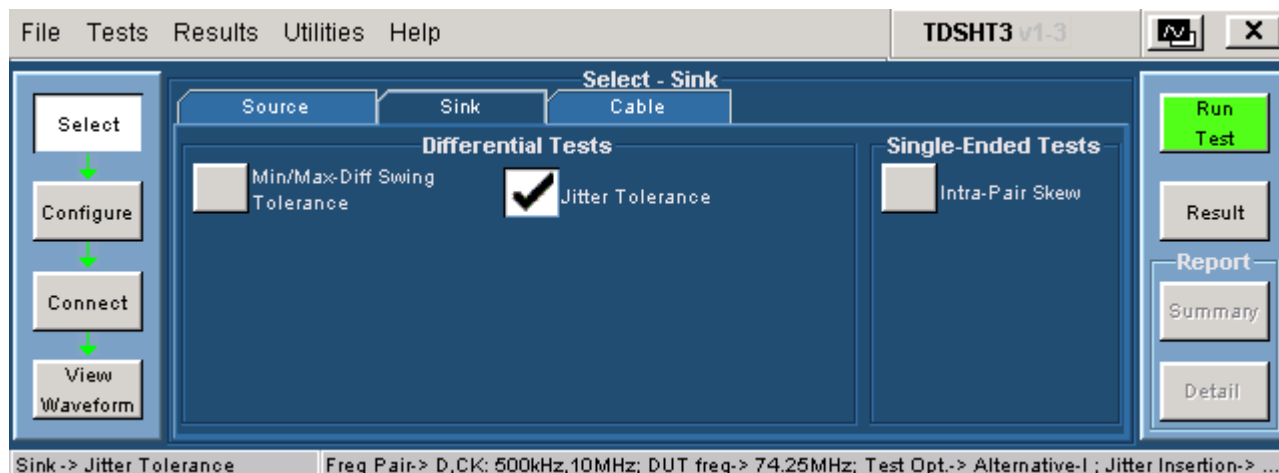 File Tests Results Utilities Help
TDSHT3 v1-3
Select
Configure
Connect
View
Waveform
Select - Sink
Source Sink Cable
Differential Tests
Min/Max-Diff Swing
Tolerance
Jitter Tolerance
Single-Ended Tests
Intra-Pair Skew
Run
Test
Result
Report
Summary
Detail
Sink -> Jitter Tolerance
Freq Pair-> D,CK: 500kHz,10MHz; DUT freq-> 74.25MHz; Test Opt.-> Alternative-I ; Jitter Insertion-> ...